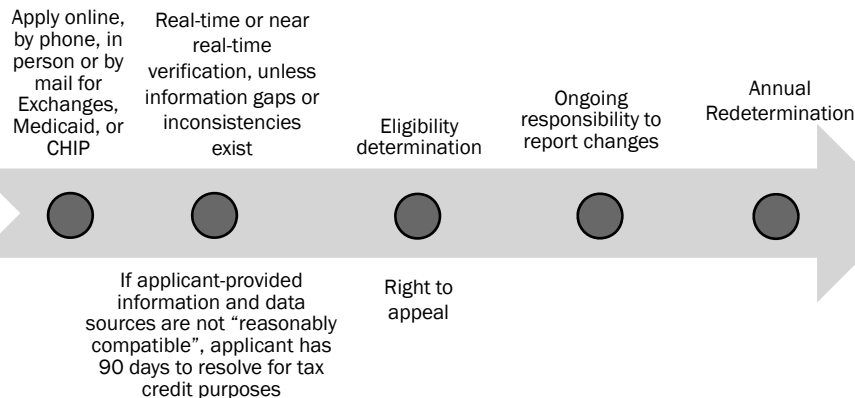 Apply online,
by phone, in
person or by
mail for
Exchanges,
Medicaid, or
CHIP
Real-time or near
real-time
verification, unless
information gaps or
inconsistencies
exist
Eligibility
determination
Ongoing
responsibility to
report changes
Annual
Redetermination
If applicant-provided
information and data
sources are not “reasonably
compatible”, applicant has
90 days to resolve for tax
credit purposes
Right to
appeal